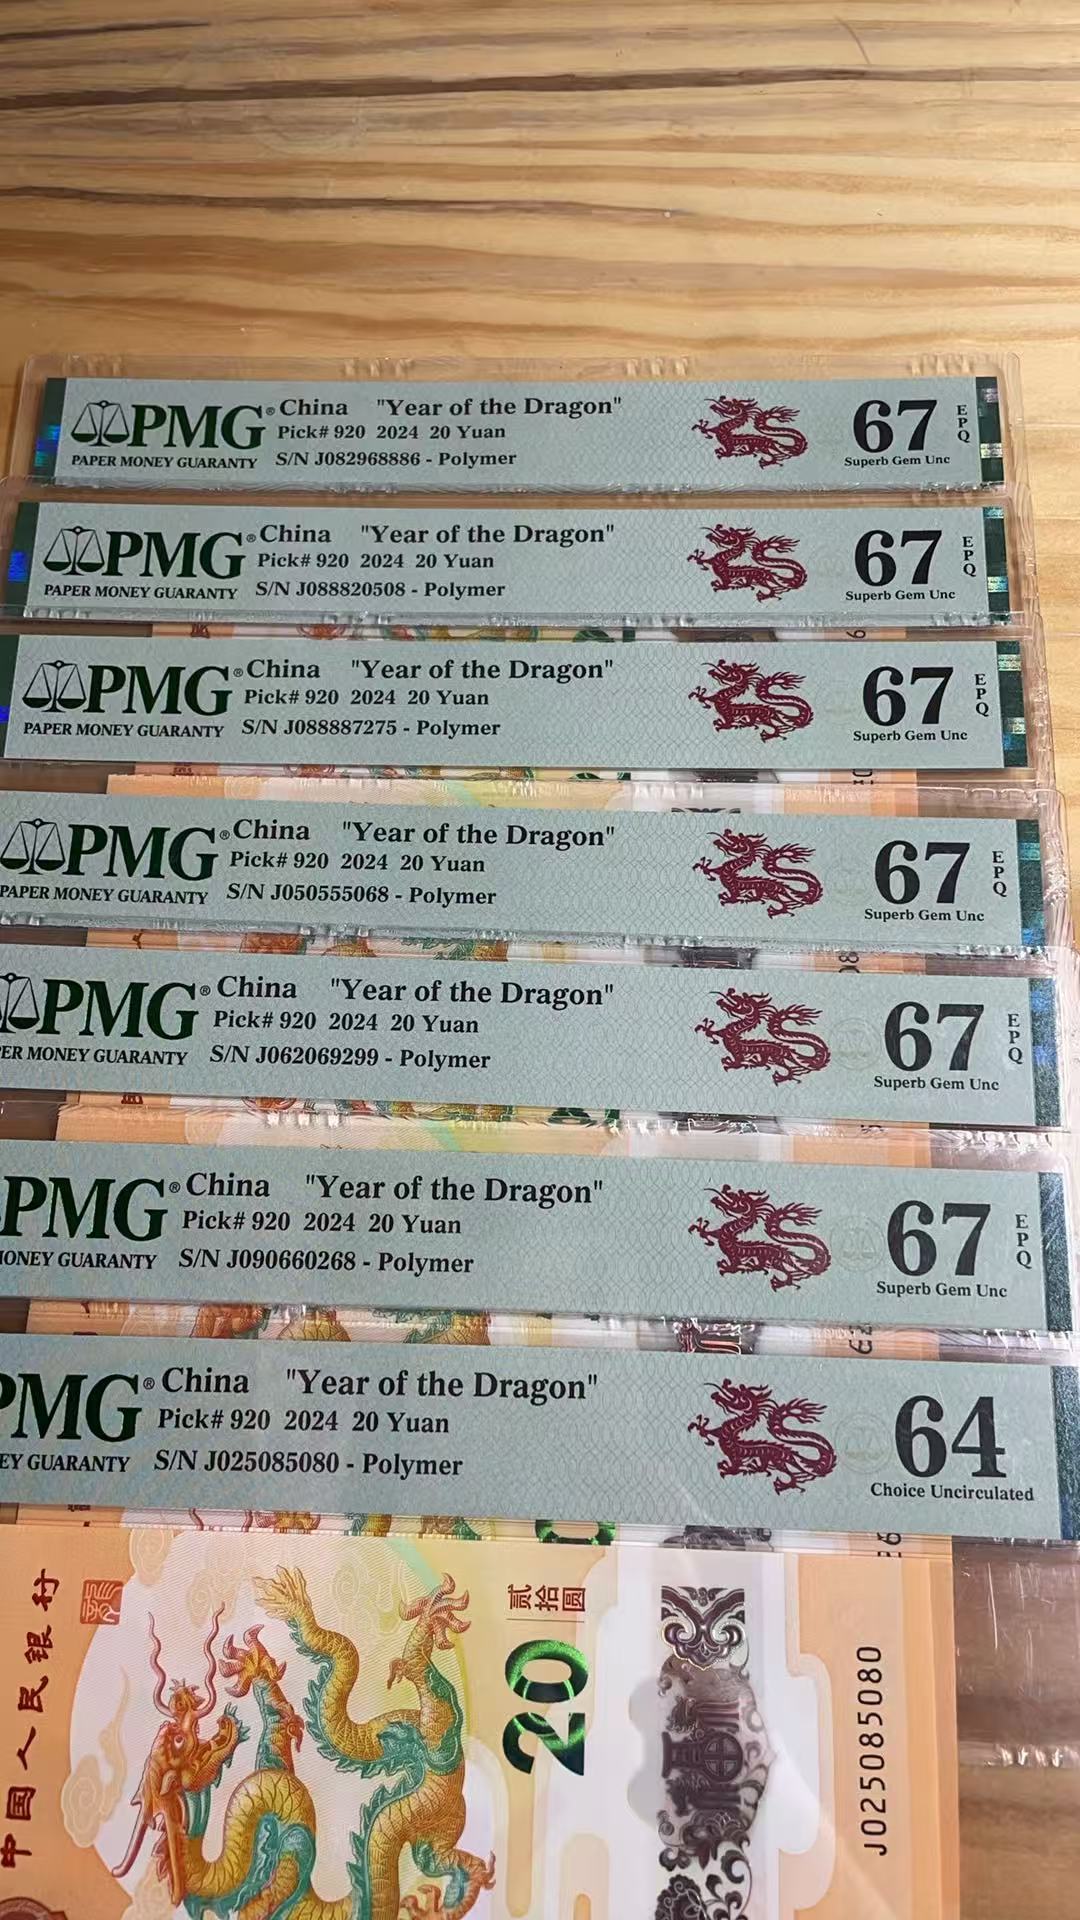 PMG® China "Year of the Dragon" 67 EPQ
Pick# 920 2024 20 Yuan
PAPER MONEY GUARANTY S/N J082968886 - Polymer Superb Gem Unc
PMG® China "Year of the Dragon" 67 EPQ
Pick# 920 2024 20 Yuan
PAPER MONEY GUARANTY S/N J088820508 - Polymer Superb Gem Unc
PMG® China "Year of the Dragon" 67 EPQ
Pick# 920 2024 20 Yuan
PAPER MONEY GUARANTY S/N J088887275 - Polymer Superb Gem Unc
PMG® China "Year of the Dragon" 67 EPQ
Pick# 920 2024 20 Yuan
PAPER MONEY GUARANTY S/N J050555068 - Polymer Superb Gem Unc
PMG® China "Year of the Dragon" 67 EPQ
Pick# 920 2024 20 Yuan
ER MONEY GUARANTY S/N J062069299 - Polymer Superb Gem Unc
PMG® China "Year of the Dragon" 67 EPQ
Pick# 920 2024 20 Yuan
ONEY GUARANTY S/N J090660268 - Polymer Superb Gem Unc
PMG® China "Year of the Dragon" 64
Pick# 920 2024 20 Yuan
EY GUARANTY S/N J025085080 - Polymer Choice Uncirculated
中国人民银行
贰拾圆
20
J025085080